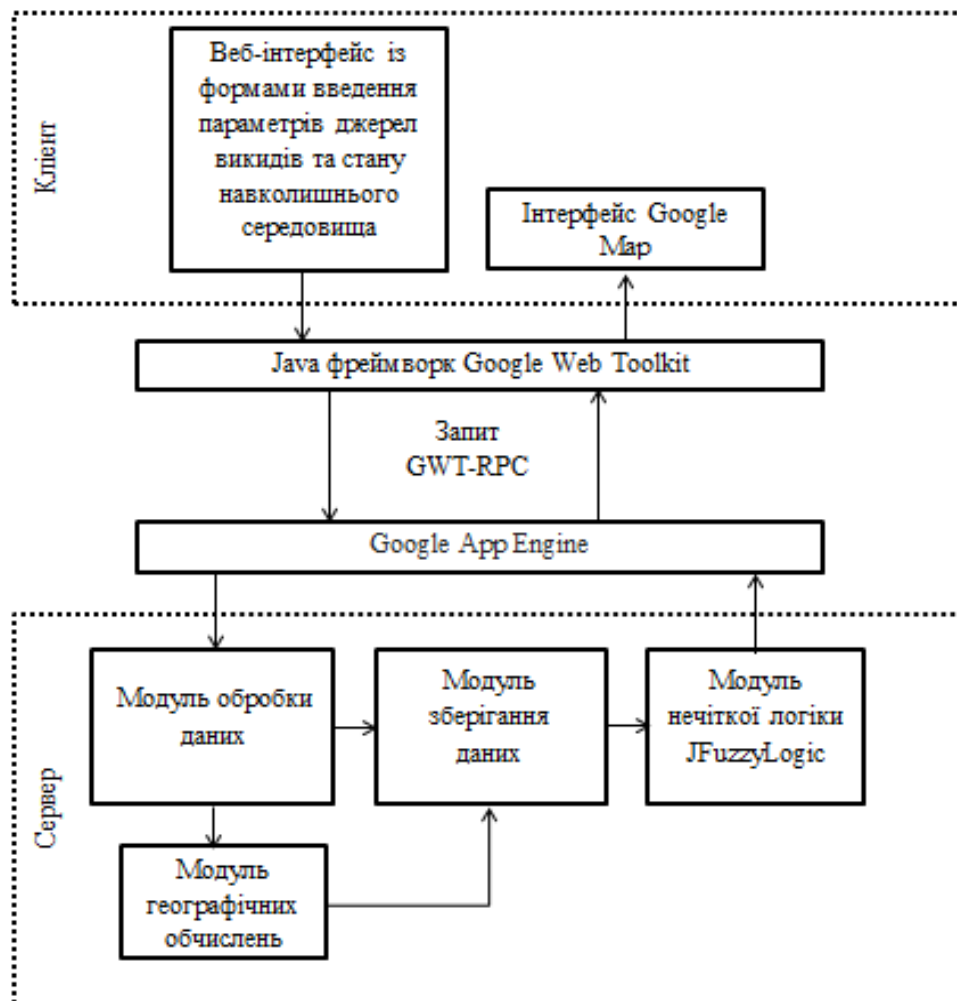 Клієнт
Веб-інтерфейс із
формами введення
параметрів джерел
викидів та стану
навколишнього
середовища
Інтерфейс Google
Map
Java фреймворк Google Web Toolkit
Запит
GWT-RPC
Google App Engine
Сервер
Модуль обробки
даних
Модуль
зберігання
даних
Модуль
нечіткої логіки
JFuzzyLogic
Модуль
географічних
обчислень